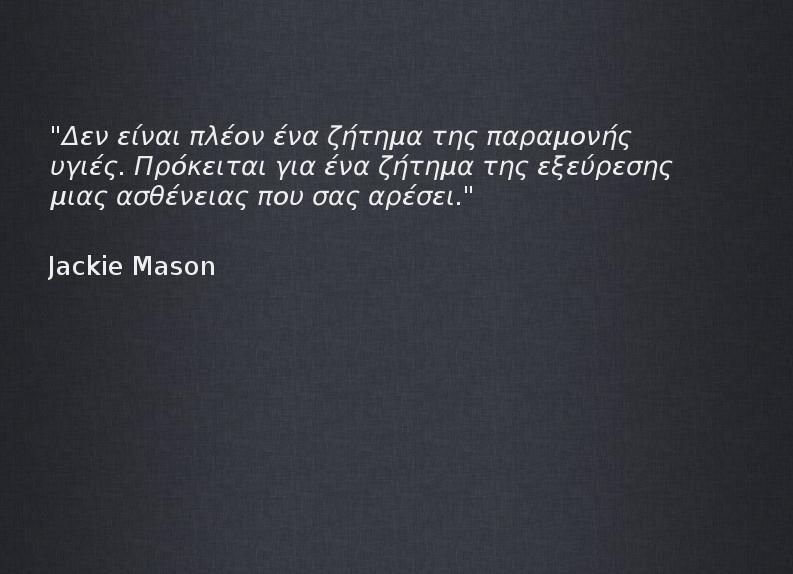 "Δεν είναι πλέον ένα ζήτημα της παραμονής
υγιές. Πρόκειται για ένα ζήτημα της εξεύρεσης
μιας ασθένειας που σας αρέσει."
Jackie Mason